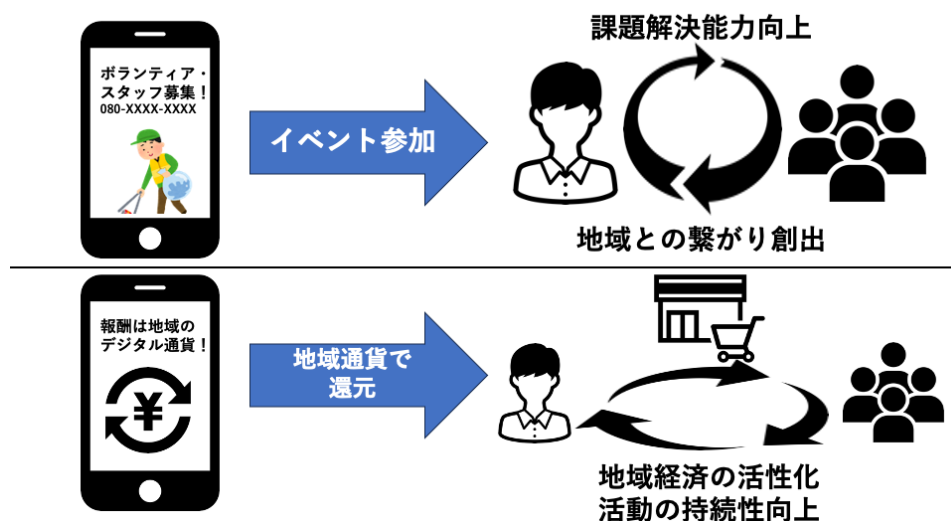 ボランティア・
スタッフ募集！
080-XXXX-XXXX
イベント参加
課題解決能力向上
地域との繋がり創出
報酬は地域の
デジタル通貨！
¥
地域通貨で
還元
地域経済の活性化
活動の持続性向上